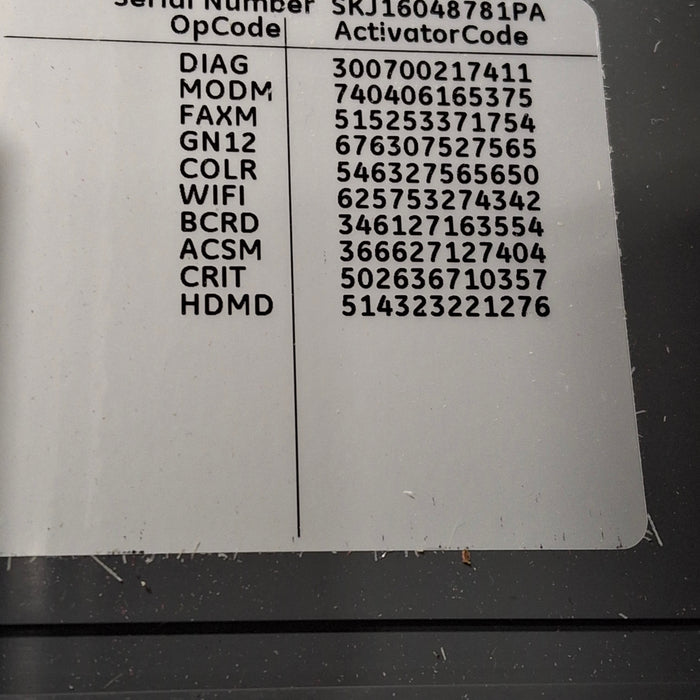 Serial Number SKJ16048781PA
OpCode ActivatorCode
DIAG 300700217411
MODM 740406165375
FAXM 515253371754
GN12 676307527565
COLR 546327565650
WIFI 625753274342
BCRD 346127163554
ACSM 366627127404
CRIT 502636710357
HDMD 514323221276